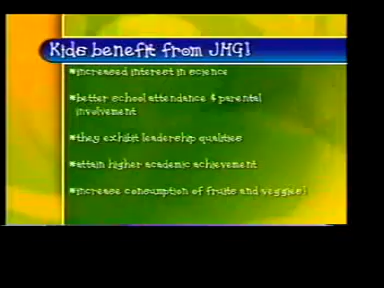 Kids benefit from JMG!
*increased interest in science
*better school attendance & parental
involvement
*they exhibit leadership qualities
*attain higher academic achievement
*increase consumption of fruits and veggies!